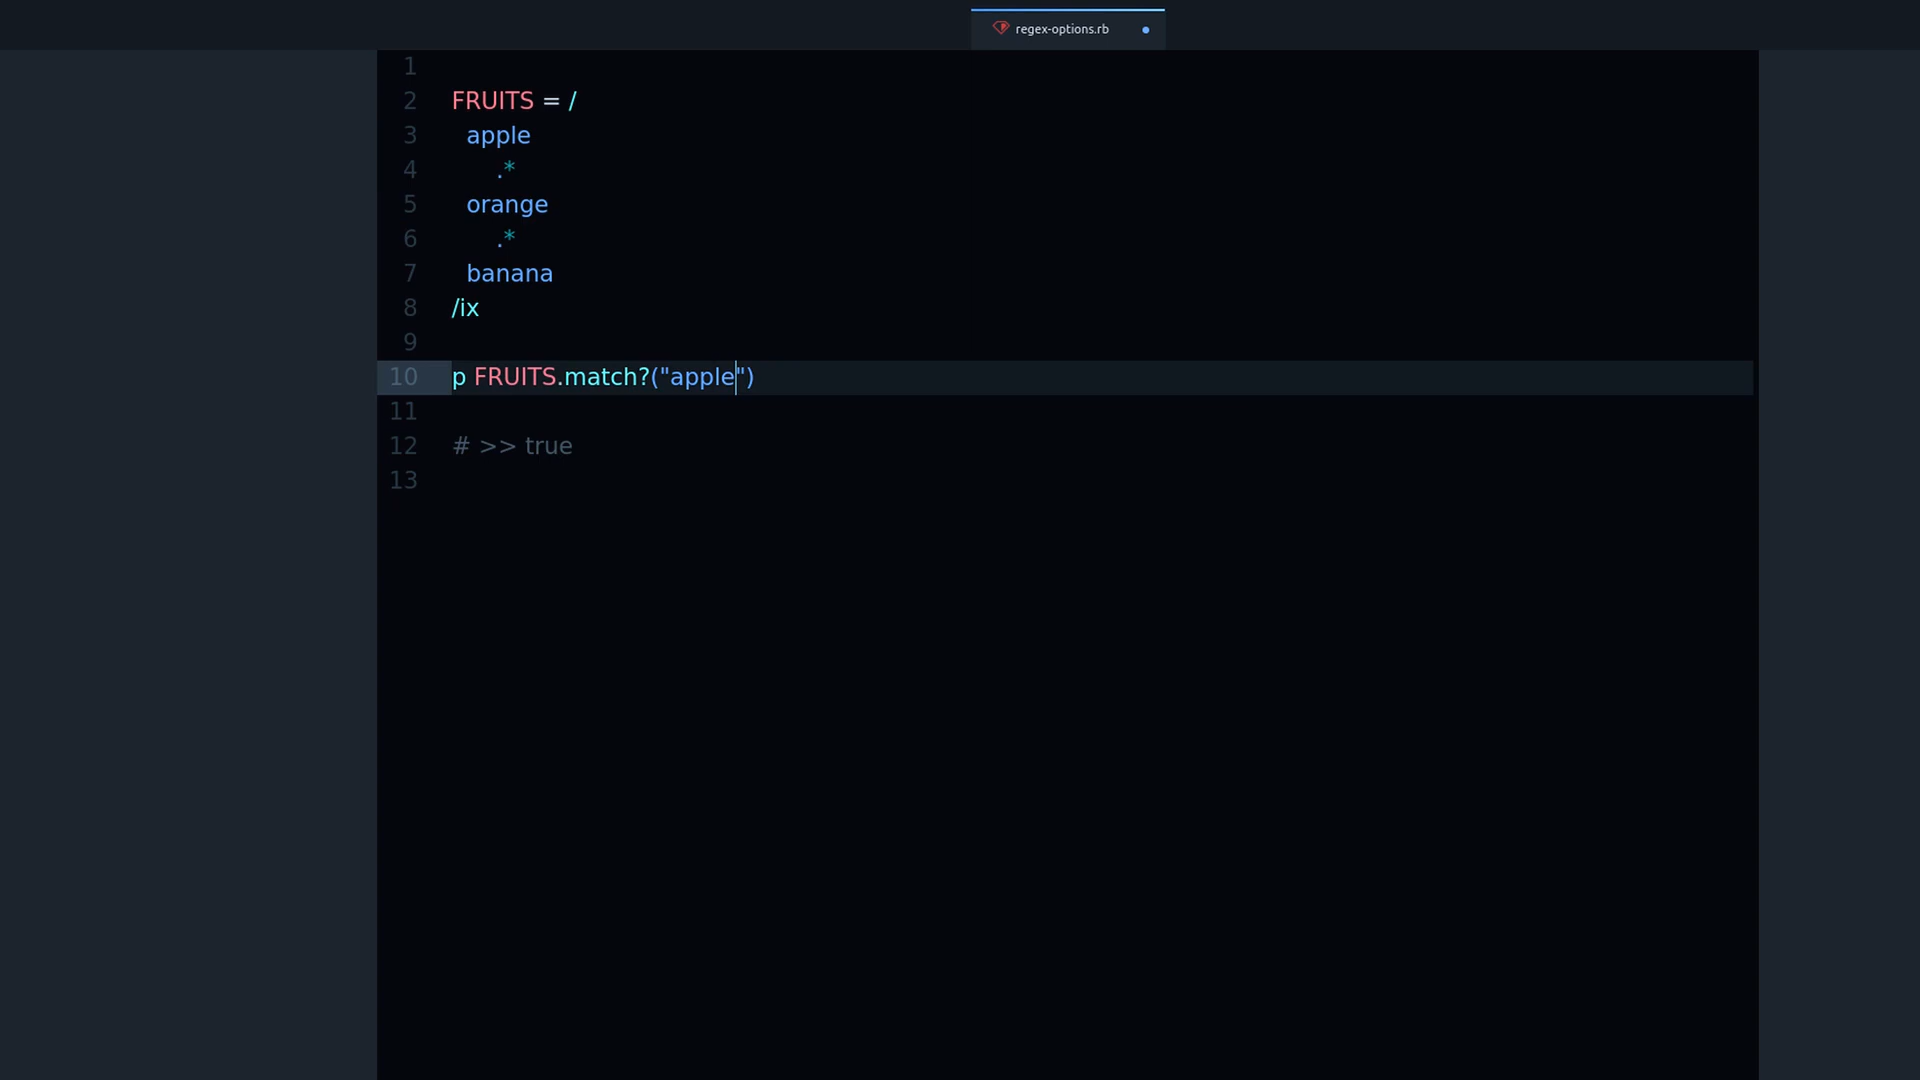 regex-options.rb
1
2 FRUITS = /
3 apple
4 .*
5 orange
6 .*
7 banana
8 /ix
9
10 p FRUITS.match?("apple")
11
12 # >> true
13